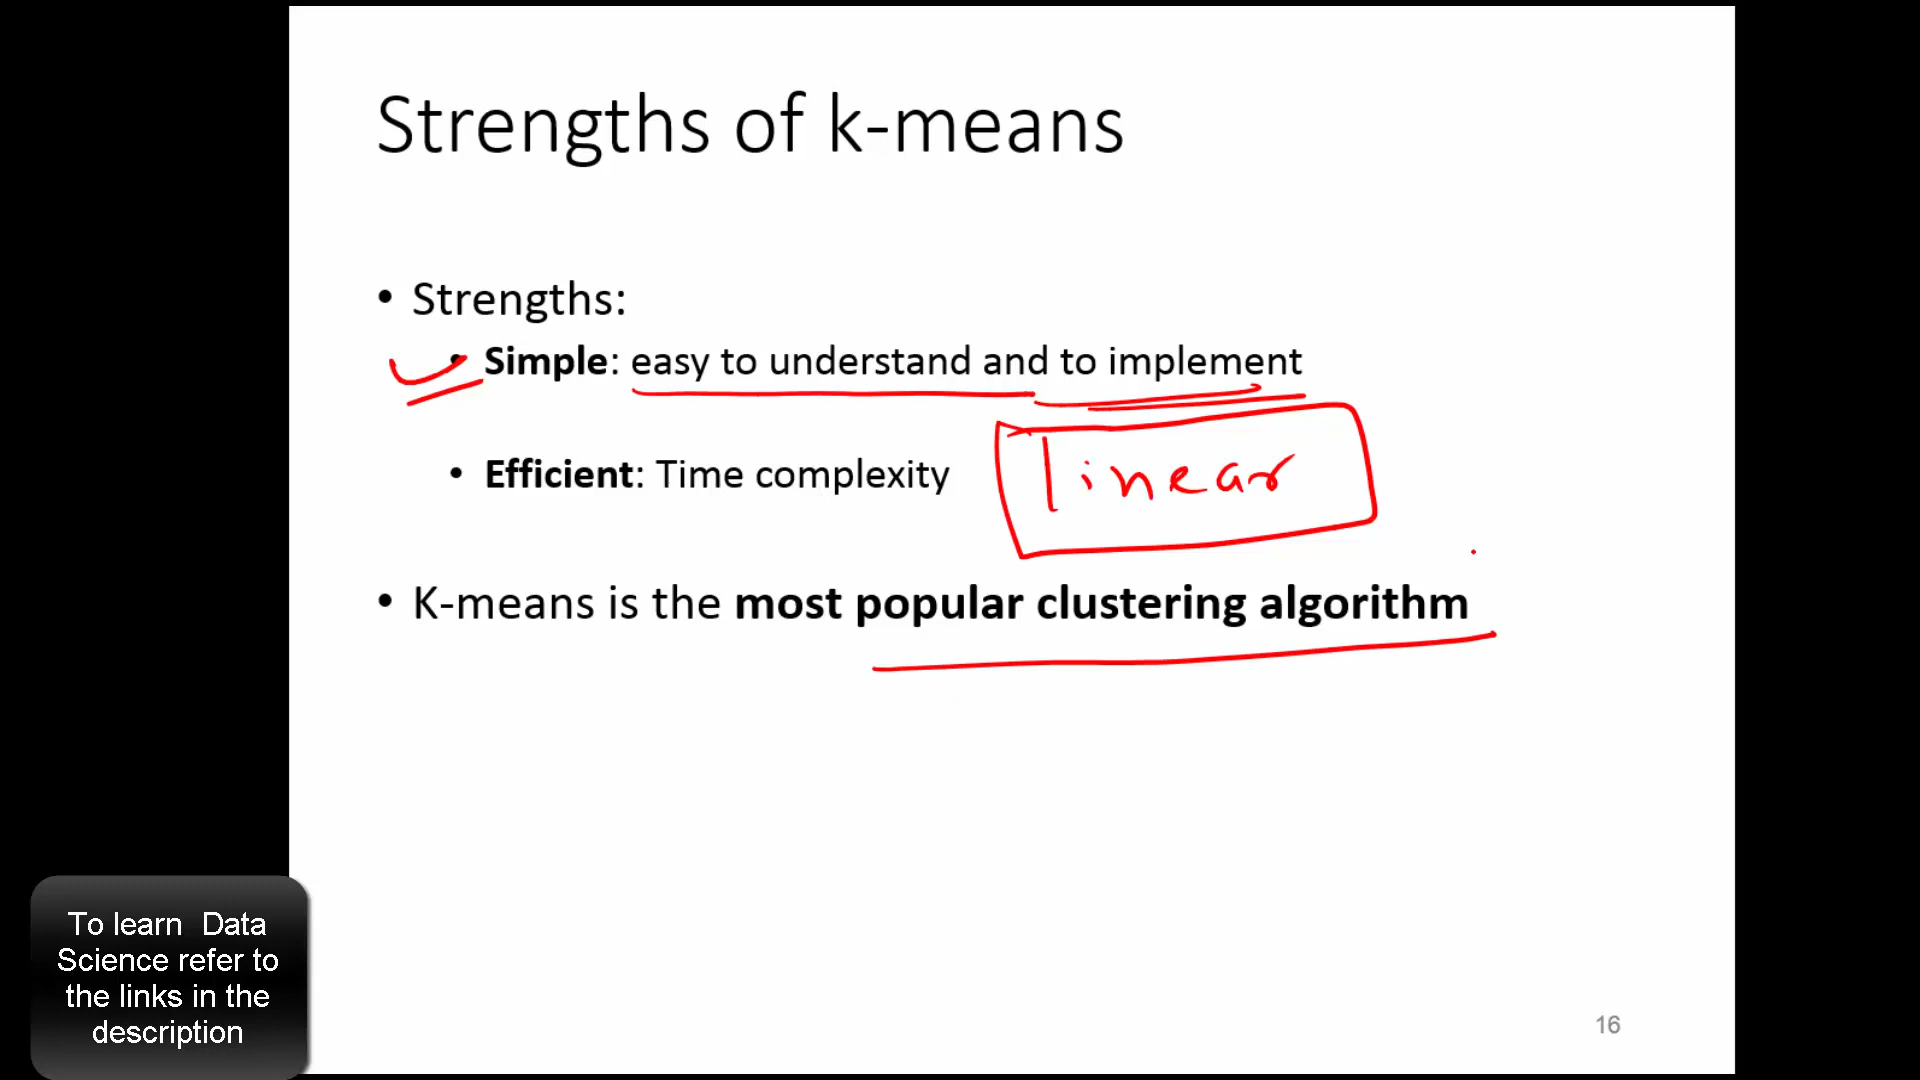 Strengths of k-means
• Strengths:
• Simple: easy to understand and to implement
• Efficient: Time complexity linear
• K-means is the most popular clustering algorithm
To learn Data
Science refer to
the links in the
description
16